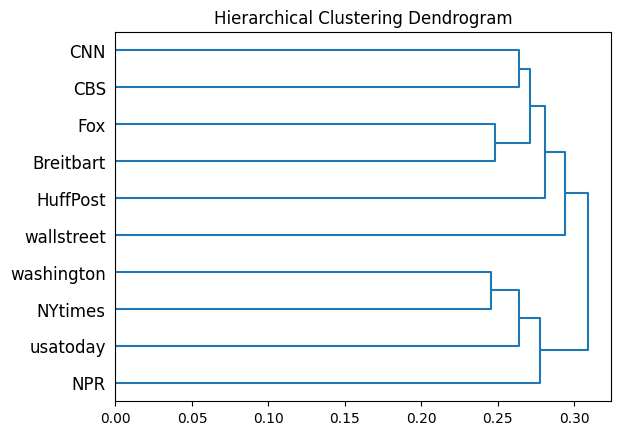 Hierarchical Clustering Dendrogram
CNN
CBS
Fox
Breitbart
HuffPost
wallstreet
washington
NYtimes
usatoday
NPR
0.00 0.05 0.10 0.15 0.20 0.25 0.30